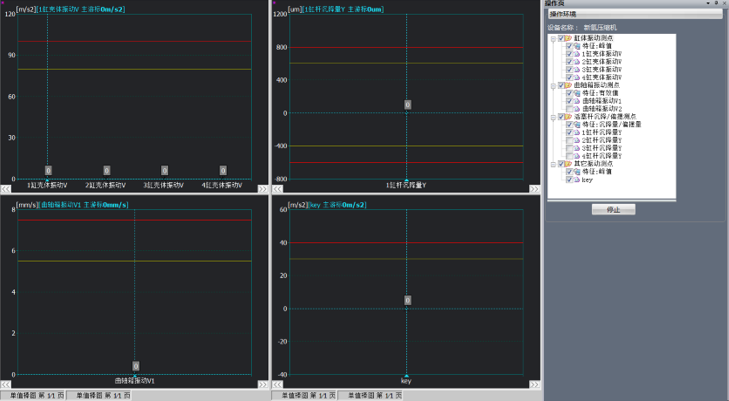 [m/s2][1缸壳体振动V 主游标0m/s2]
120
90
60
30
0
0 0 0 0
1缸壳体振动V 2缸壳体振动V 3缸壳体振动V 4缸壳体振动V
[um][1缸杆沉降量Y 主游标0um]
1200
800
400
0
-400
-800
0
1缸杆沉降量Y
[mm/s][曲轴箱振动V1 主游标0mm/s]
8
6
4
2
0
0
曲轴箱振动V1
[m/s2][key 主游标0m/s2]
60
40
20
0
-20
-40
0
key
单值棒图 第 1/1 页 单值棒图 第 1/1 页
单值棒图 第 1/1 页 单值棒图 第 1/1 页
操作页
操作环境
设备名称： 新氢压缩机
缸体振动测点
特征:峰值
1缸壳体振动V
2缸壳体振动V
3缸壳体振动V
4缸壳体振动V
曲轴箱振动测点
特征:有效值
曲轴箱振动V1
曲轴箱振动V2
活塞杆沉降/偏摆测点
特征:沉降量/偏摆量
1缸杆沉降量Y
2缸杆沉降量Y
3缸杆沉降量Y
4缸杆沉降量Y
其它振动测点
特征:峰值
key
停止